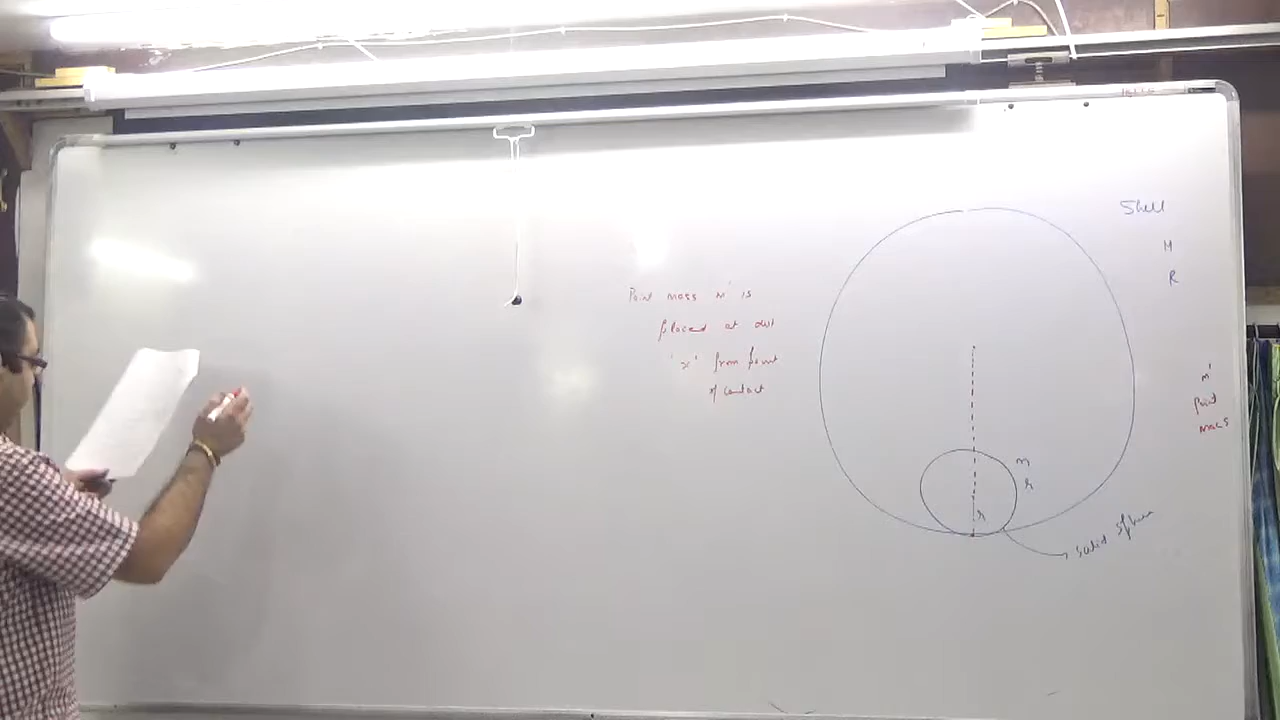 Point mass m' is
placed at dist
'x' from point
of contact
Shell
M
R
m'
point
mass
m
r
r
solid sphere